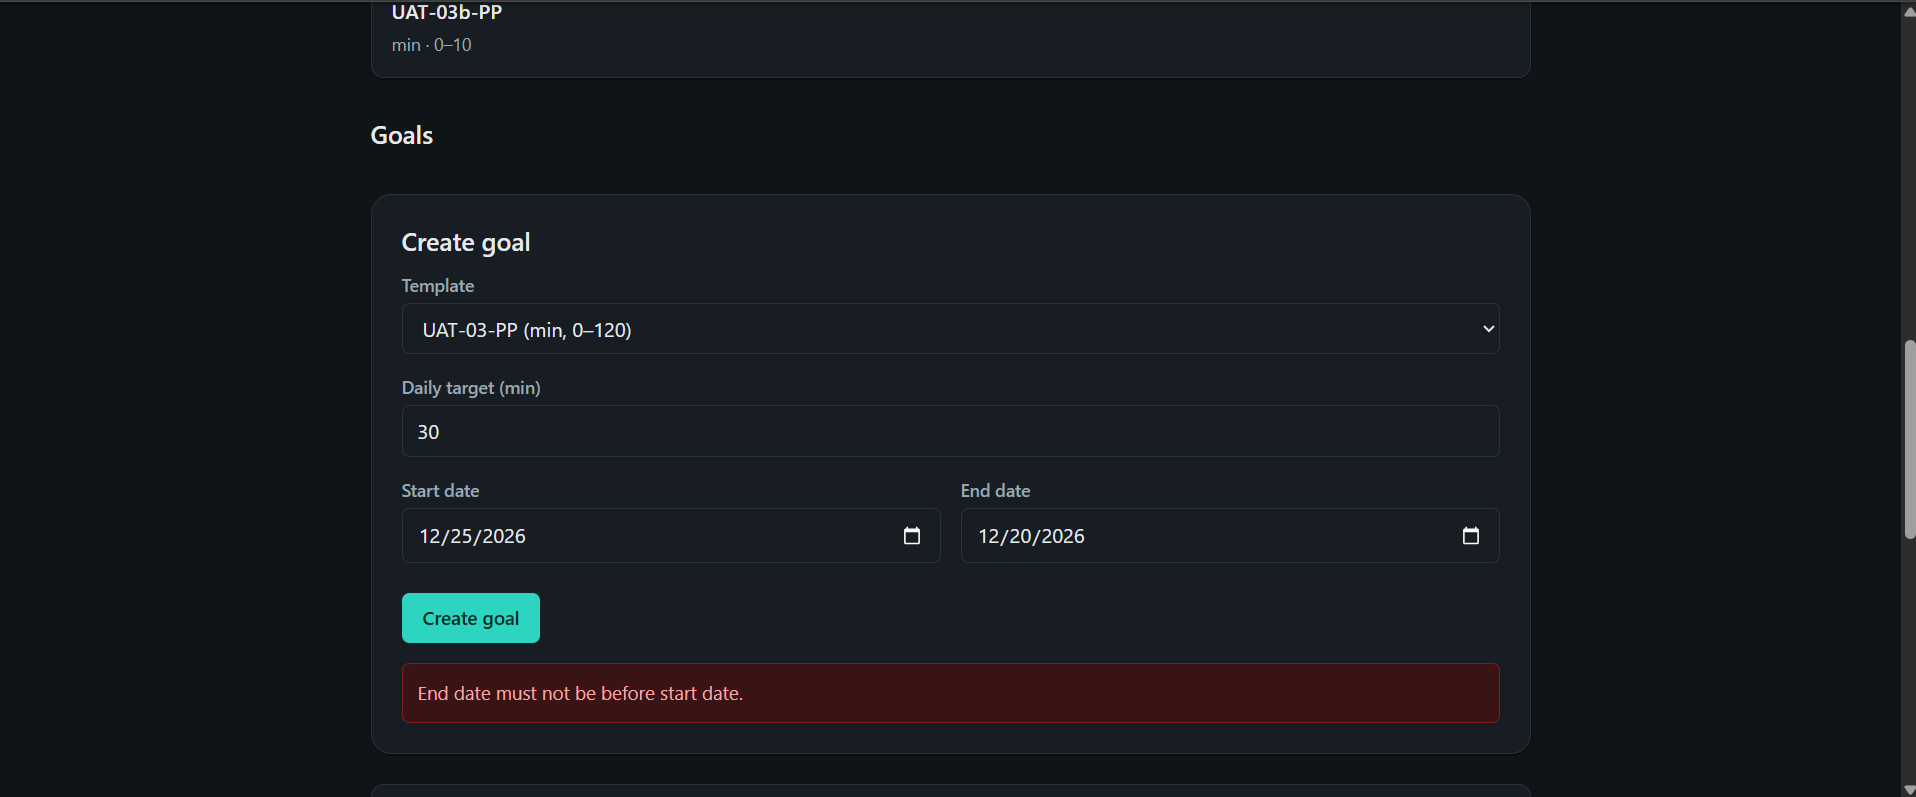 UAT-03b-PP
min · 0–10
Goals
Create goal
Template
UAT-03-PP (min, 0–120)
Daily target (min)
30
Start date
End date
12/25/2026
12/20/2026
Create goal
End date must not be before start date.